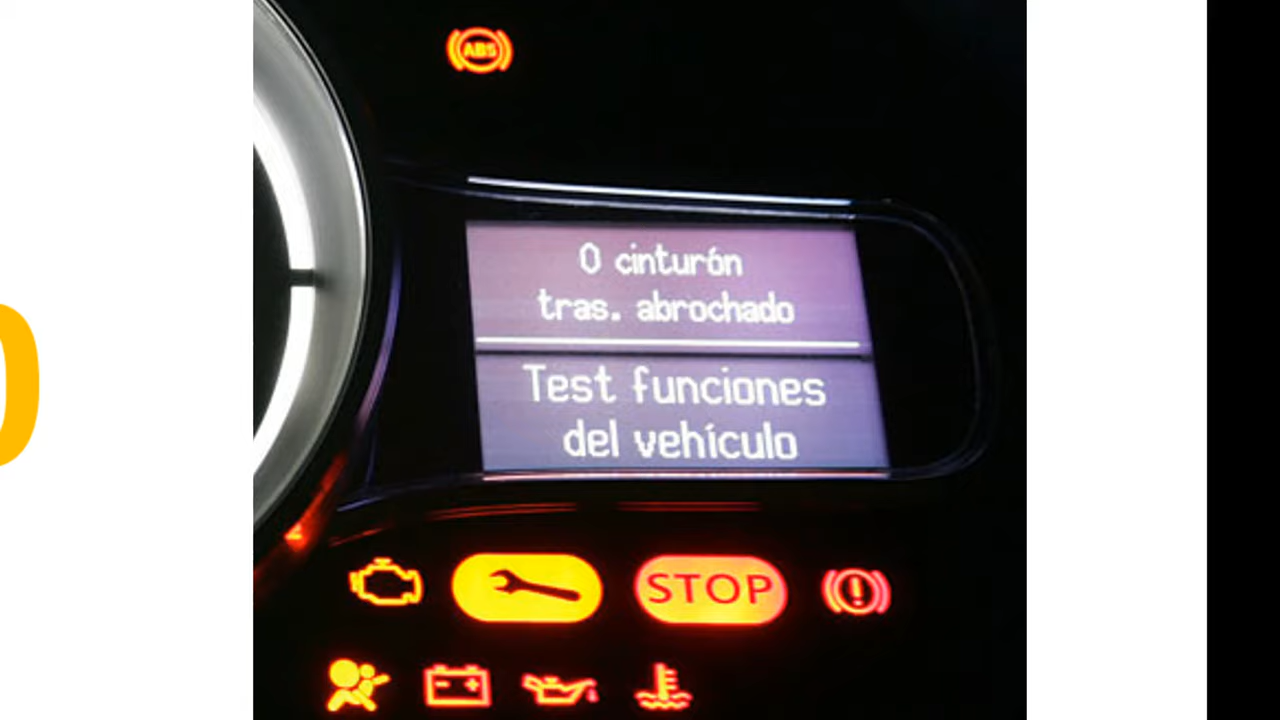 ABS
0 cinturón
tras. abrochado
Test funciones
del vehículo
STOP